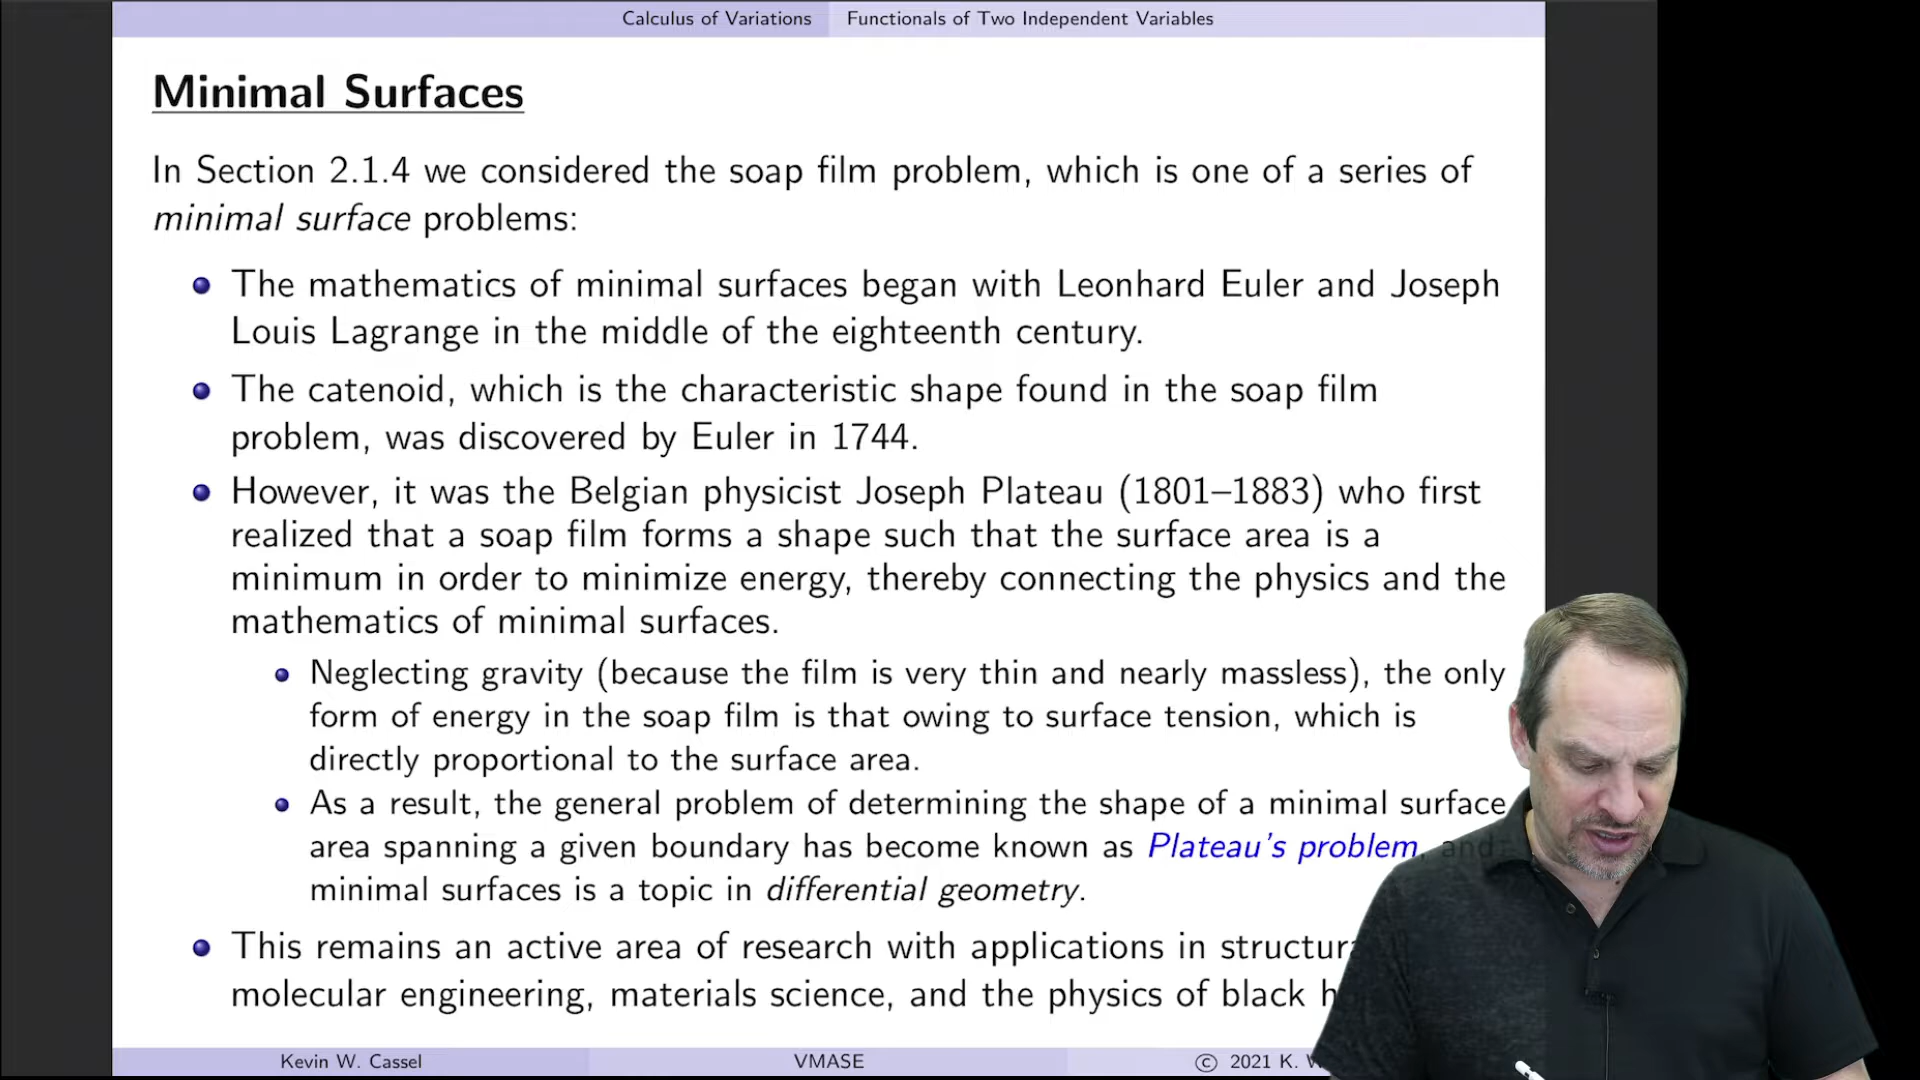 Calculus of Variations Functionals of Two Independent Variables
Minimal Surfaces
In Section 2.1.4 we considered the soap film problem, which is one of a series of
minimal surface problems:
The mathematics of minimal surfaces began with Leonhard Euler and Joseph
Louis Lagrange in the middle of the eighteenth century.
The catenoid, which is the characteristic shape found in the soap film
problem, was discovered by Euler in 1744.
However, it was the Belgian physicist Joseph Plateau (1801–1883) who first
realized that a soap film forms a shape such that the surface area is a
minimum in order to minimize energy, thereby connecting the physics and the
mathematics of minimal surfaces.
Neglecting gravity (because the film is very thin and nearly massless), the only
form of energy in the soap film is that owing to surface tension, which is
directly proportional to the surface area.
As a result, the general problem of determining the shape of a minimal surface
area spanning a given boundary has become known as Plateau's problem, and
minimal surfaces is a topic in differential geometry.
This remains an active area of research with applications in
molecular engineering, materials science, and the physics of black
Kevin W. Cassel VMASE © 2021 K.